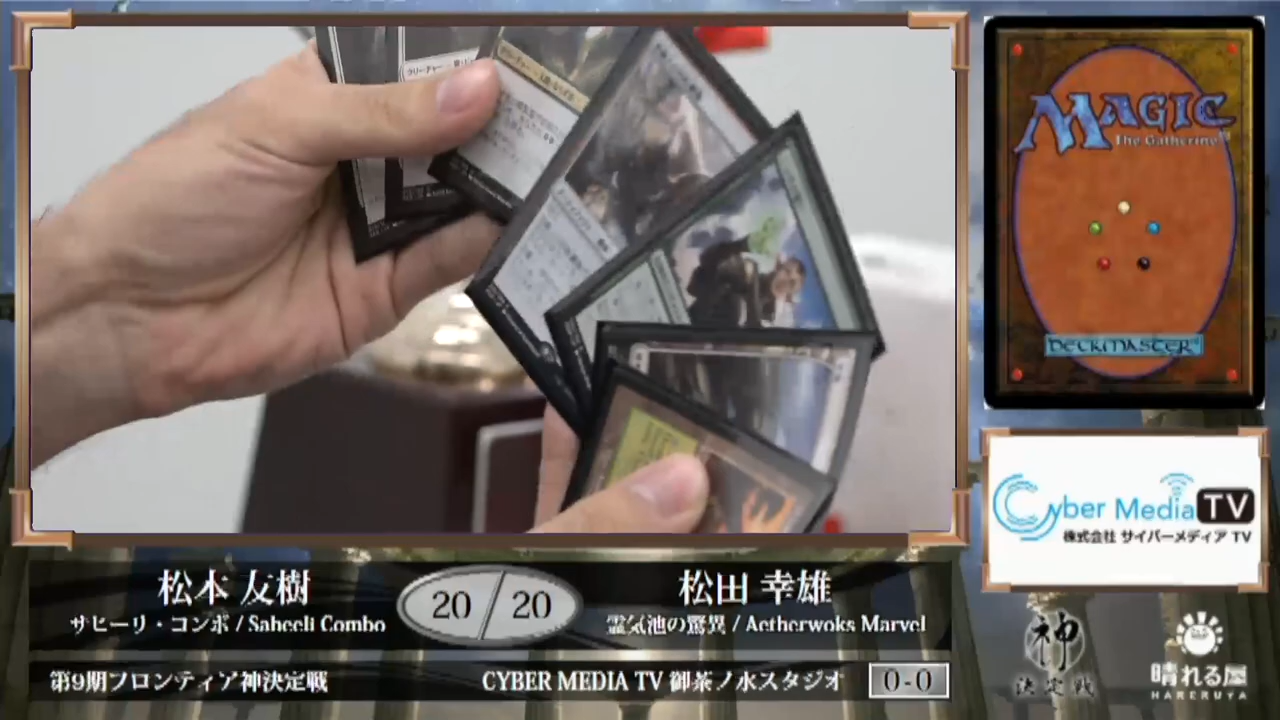 MAGIC
The Gathering
DECKMASTER
Cyber Media TV
株式会社 サイバーメディア TV
松本 友樹
サヒーリ・コンボ / Saheeli Combo
20 / 20
松田 幸雄
霊気池の驚異 / Aetherwoks Marvel
第9期フロンティア神決定戦
CYBER MEDIA TV 御茶ノ水スタジオ
0-0
神
決定戦
晴れる屋
HARERUYA